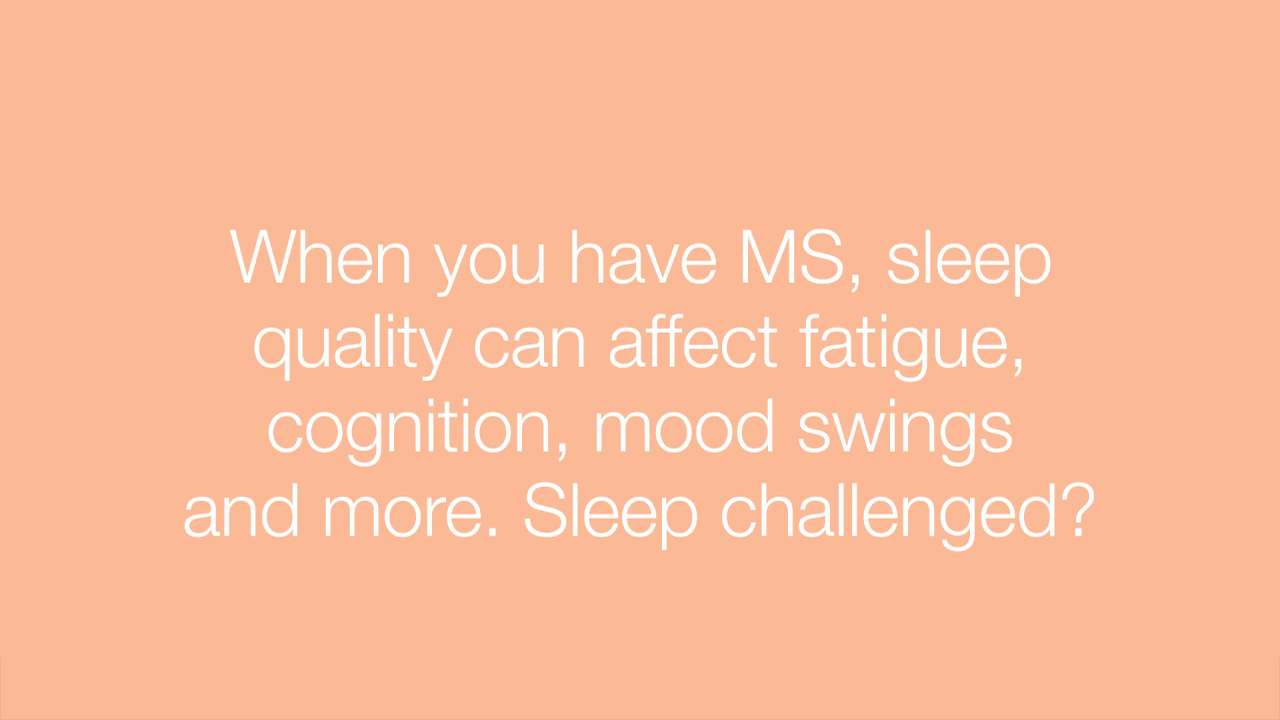 When you have MS, sleep
quality can affect fatigue,
cognition, mood swings
and more. Sleep challenged?